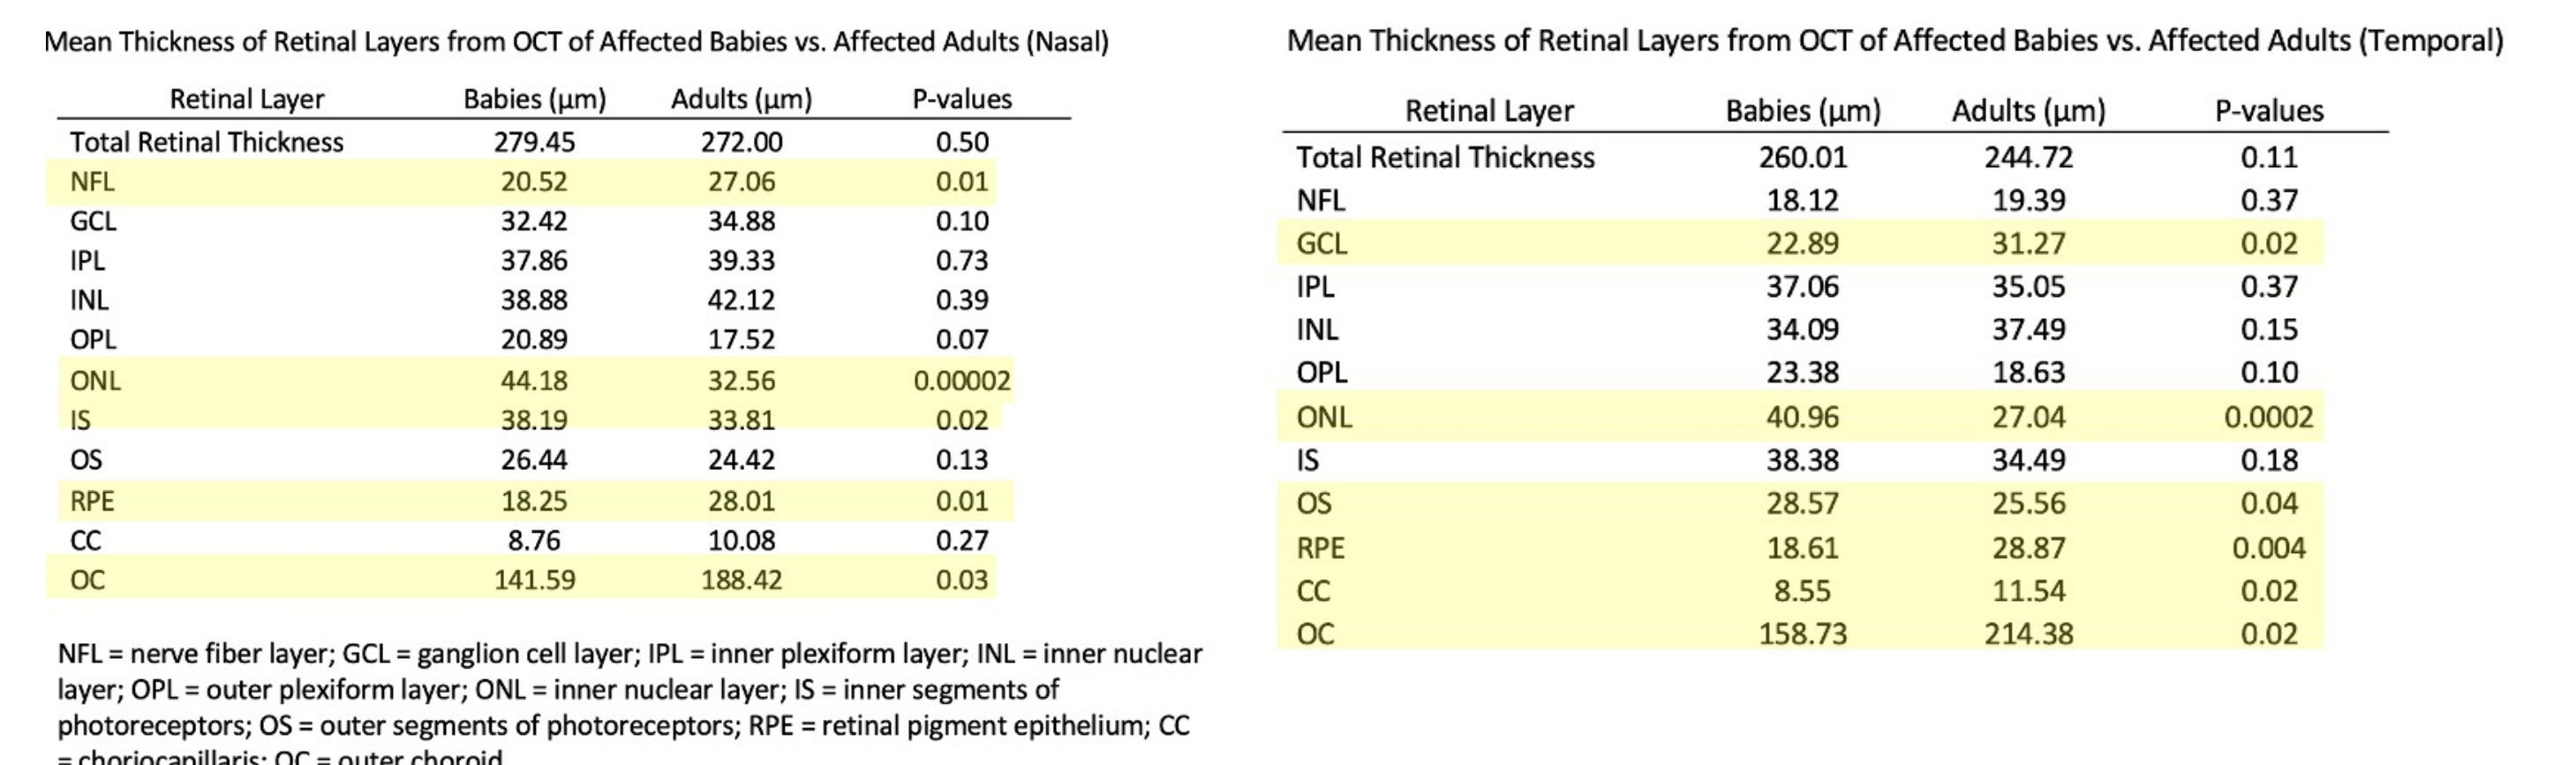 Mean Thickness of Retinal Layers from OCT of Affected Babies vs. Affected Adults (Nasal)
Retinal Layer Babies (μm) Adults (μm) P-values
Total Retinal Thickness 279.45 272.00 0.50
NFL 20.52 27.06 0.01
GCL 32.42 34.88 0.10
IPL 37.86 39.33 0.73
INL 38.88 42.12 0.39
OPL 20.89 17.52 0.07
ONL 44.18 32.56 0.00002
IS 38.19 33.81 0.02
OS 26.44 24.42 0.13
RPE 18.25 28.01 0.01
CC 8.76 10.08 0.27
OC 141.59 188.42 0.03
NFL = nerve fiber layer; GCL = ganglion cell layer; IPL = inner plexiform layer; INL = inner nuclear
layer; OPL = outer plexiform layer; ONL = inner nuclear layer; IS = inner segments of
photoreceptors; OS = outer segments of photoreceptors; RPE = retinal pigment epithelium; CC
= choriocapillaris; OC = outer choroid
Mean Thickness of Retinal Layers from OCT of Affected Babies vs. Affected Adults (Temporal)
Retinal Layer Babies (μm) Adults (μm) P-values
Total Retinal Thickness 260.01 244.72 0.11
NFL 18.12 19.39 0.37
GCL 22.89 31.27 0.02
IPL 37.06 35.05 0.37
INL 34.09 37.49 0.15
OPL 23.38 18.63 0.10
ONL 40.96 27.04 0.0002
IS 38.38 34.49 0.18
OS 28.57 25.56 0.04
RPE 18.61 28.87 0.004
CC 8.55 11.54 0.02
OC 158.73 214.38 0.02